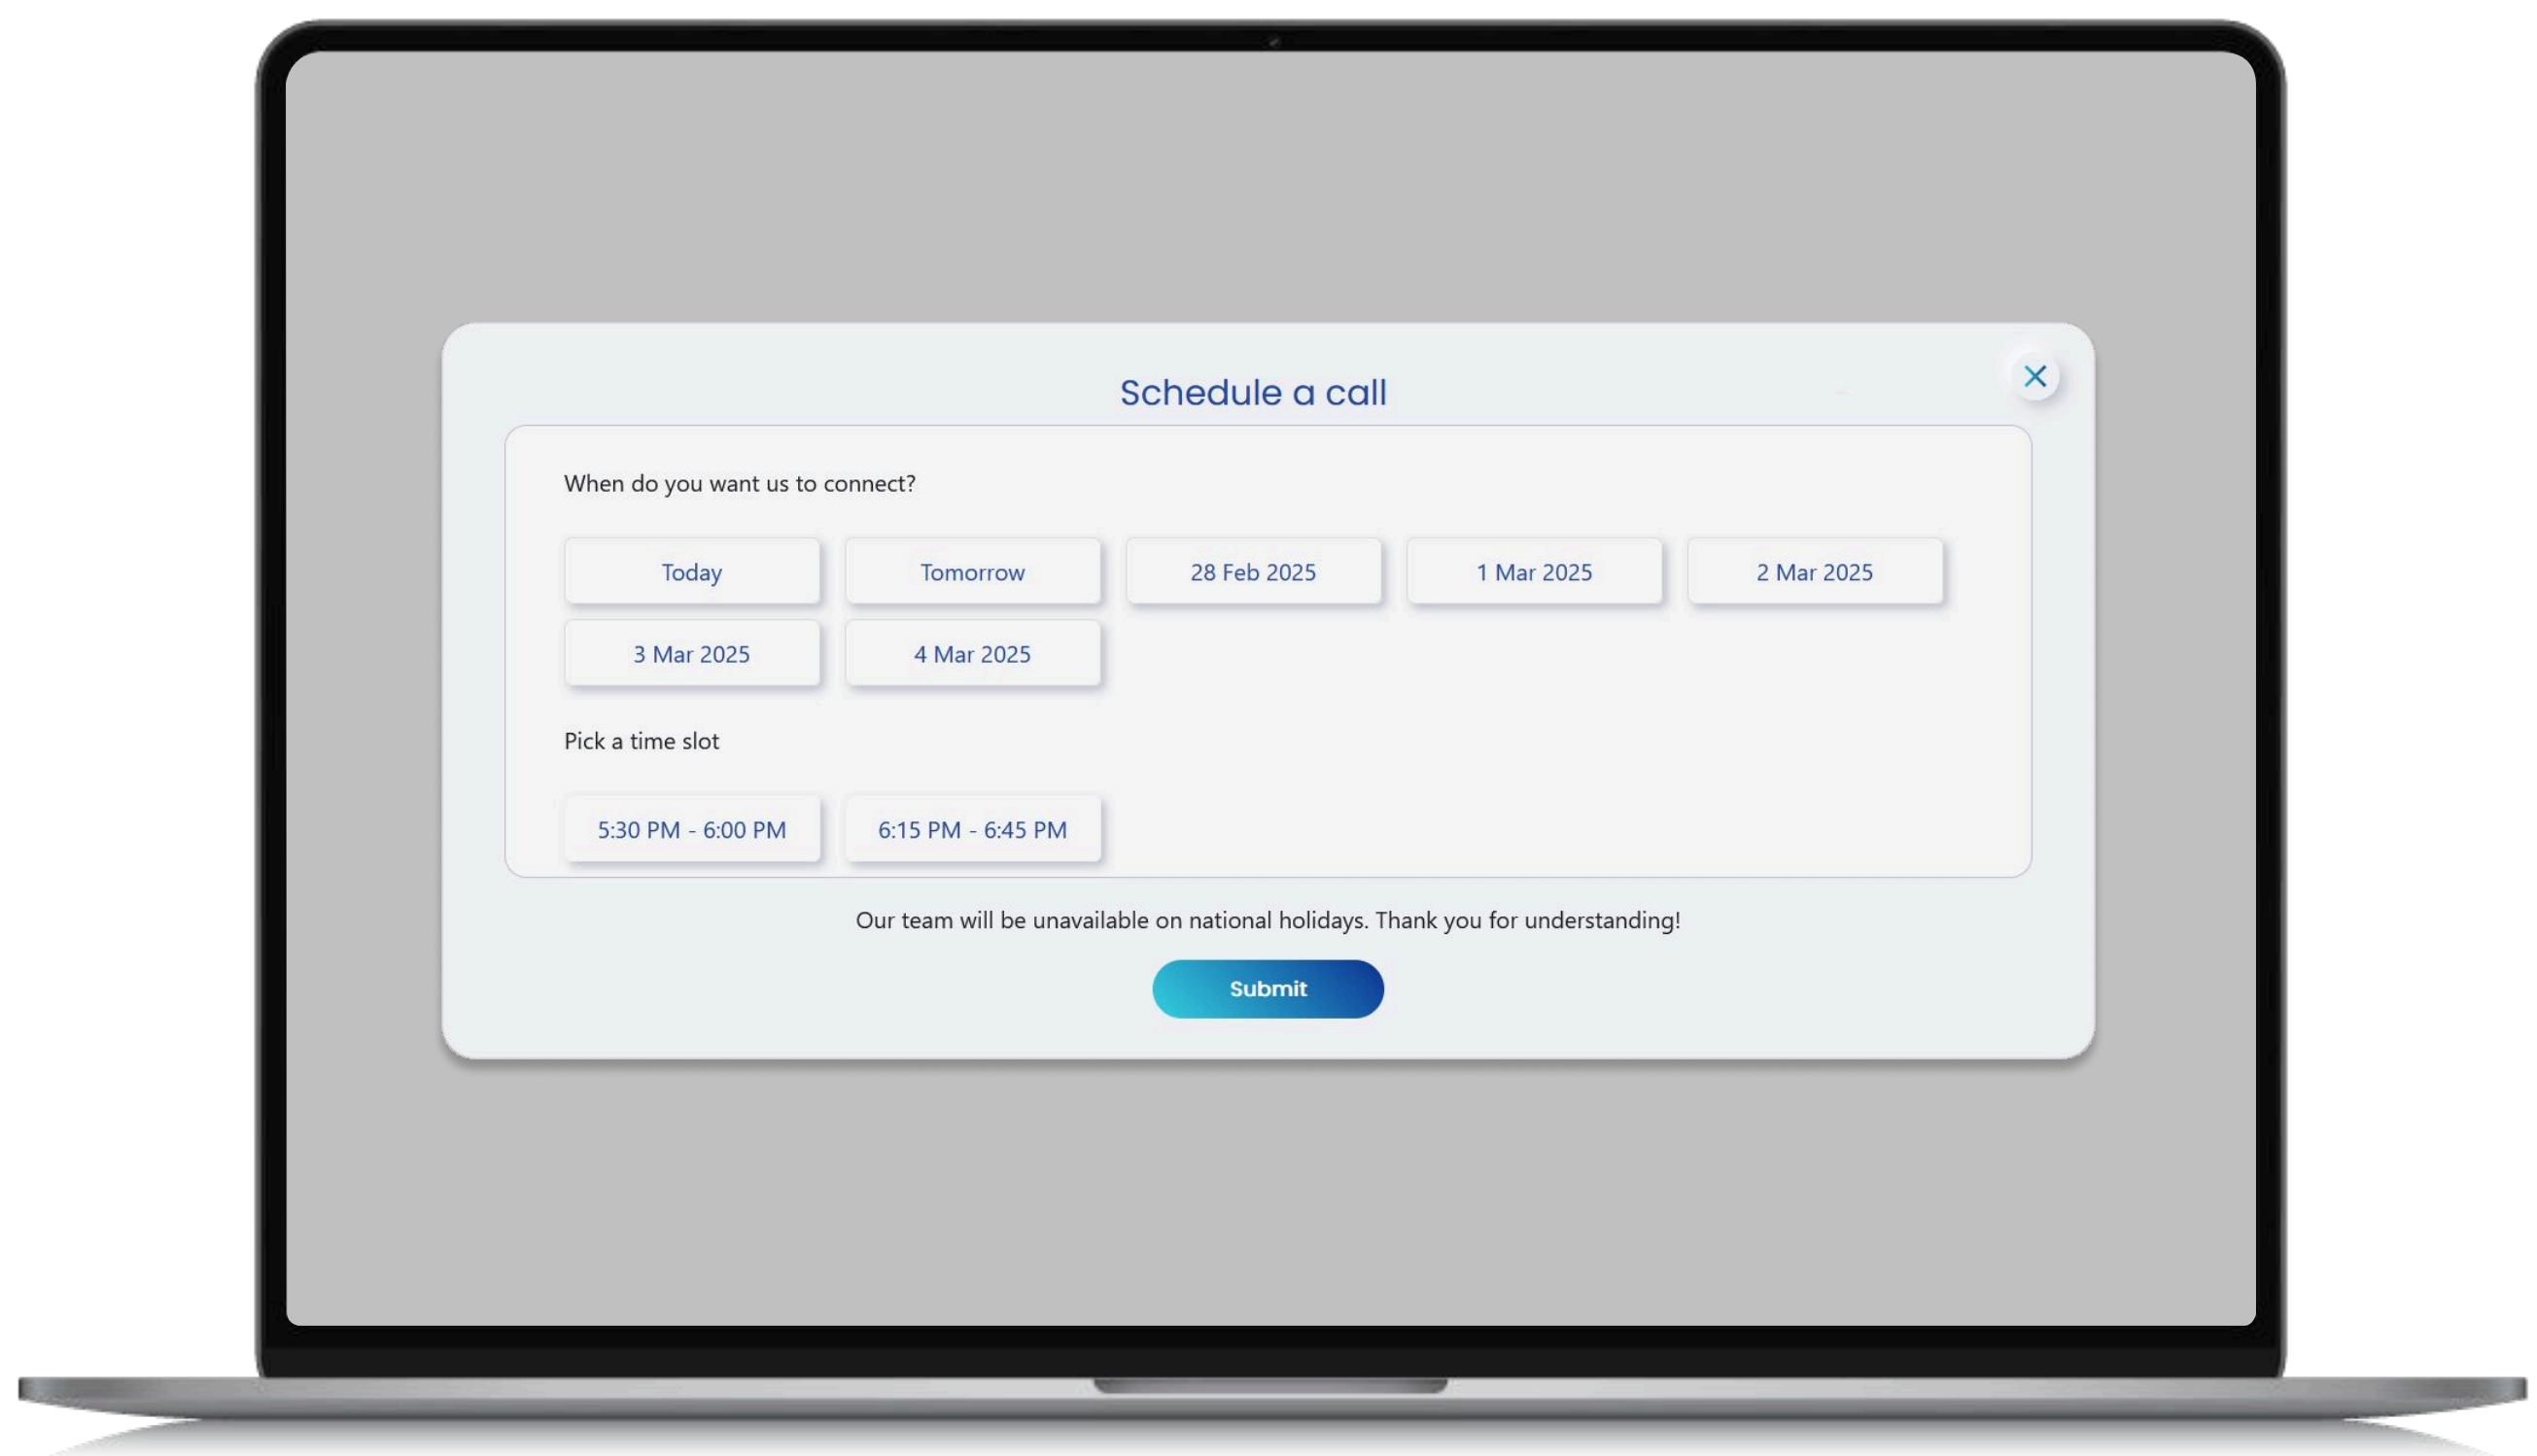 Schedule a call
When do you want us to connect?
Today Tomorrow 28 Feb 2025 1 Mar 2025 2 Mar 2025
3 Mar 2025 4 Mar 2025
Pick a time slot
5:30 PM - 6:00 PM 6:15 PM - 6:45 PM
Our team will be unavailable on national holidays. Thank you for understanding!
Submit